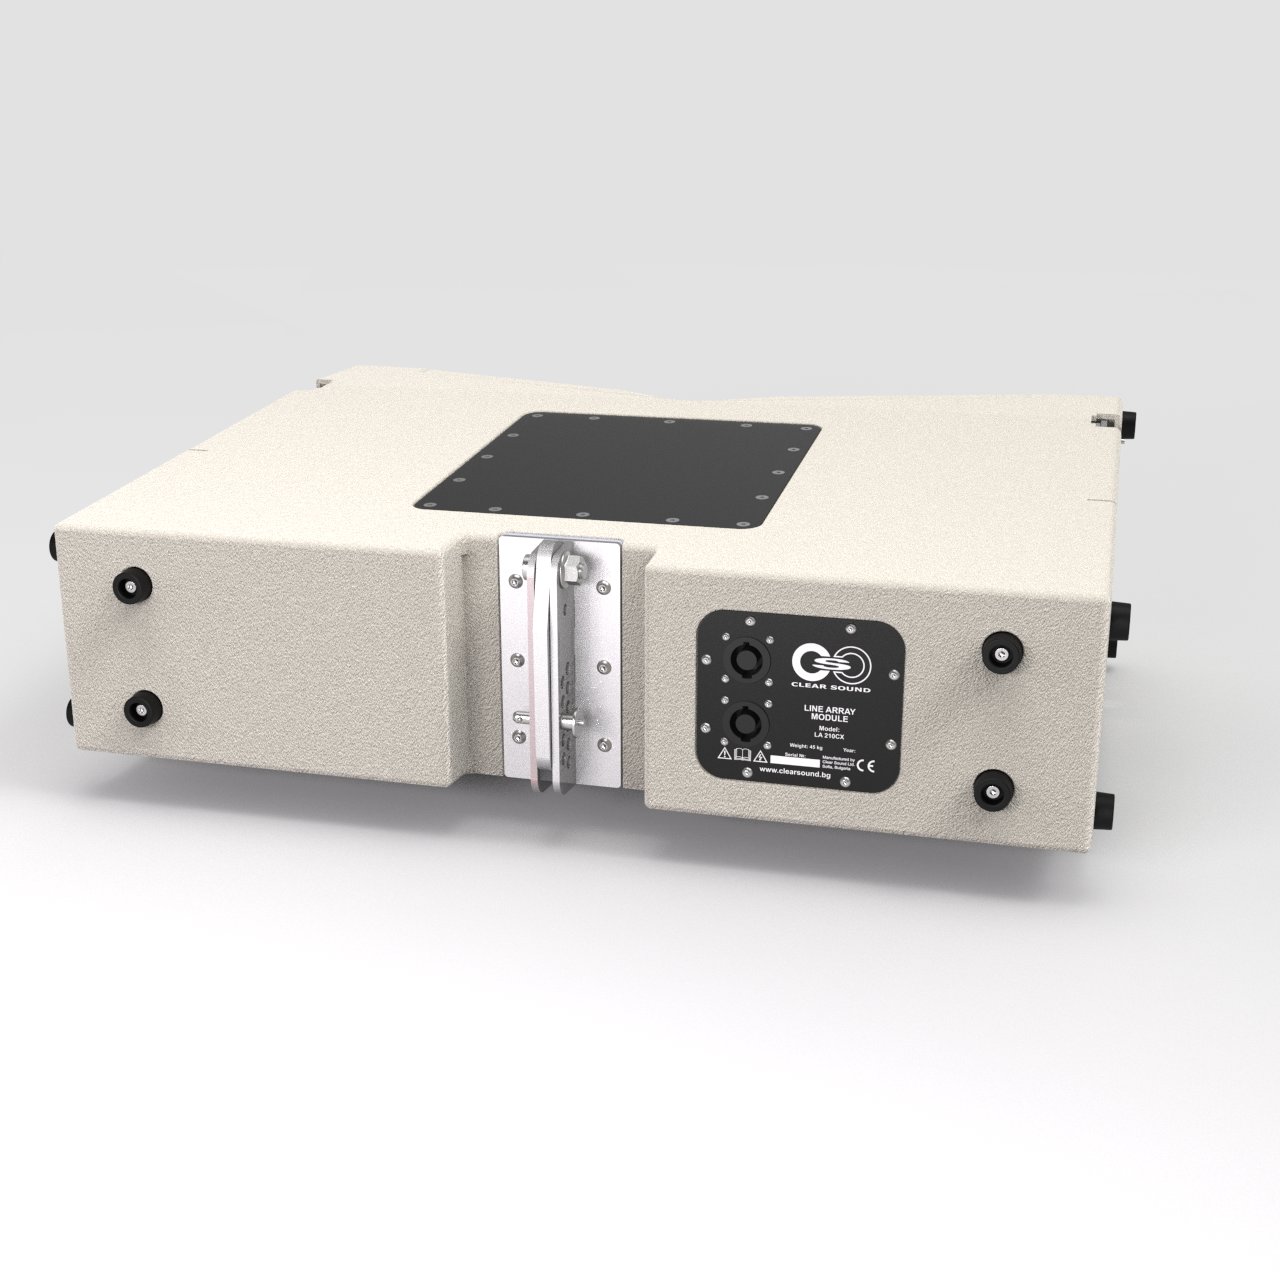 CLEAR SOUND
LINE ARRAY
MODULE
Model:
LA 210CX
Weight: 45 kg
Year:
Serial Nr:
Manufactured by
Clear Sound Ltd.
Sofia, Bulgaria
CE
www.clearsound.bg